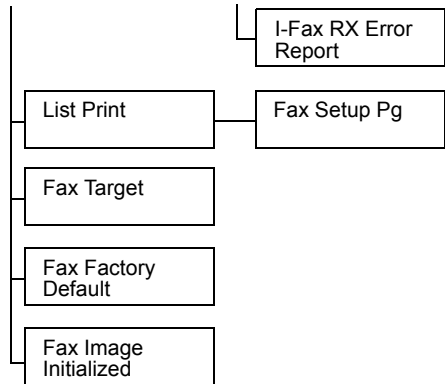 I-Fax RX Error
Report
List Print
Fax Setup Pg
Fax Target
Fax Factory
Default
Fax Image
Initialized